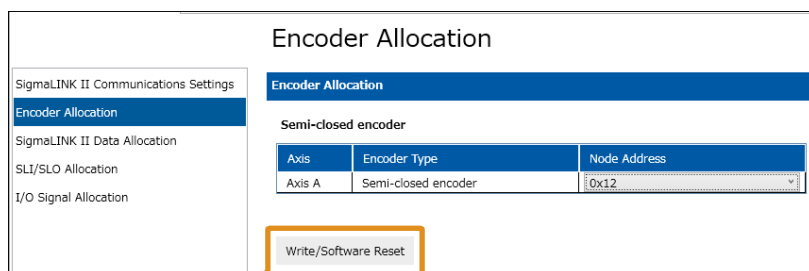 Encoder Allocation
SigmaLINK II Communications Settings
Encoder Allocation
SigmaLINK II Data Allocation
SLI/SLO Allocation
I/O Signal Allocation
Encoder Allocation
Semi-closed encoder
Axis Encoder Type Node Address
Axis A Semi-closed encoder 0x12
Write/Software Reset